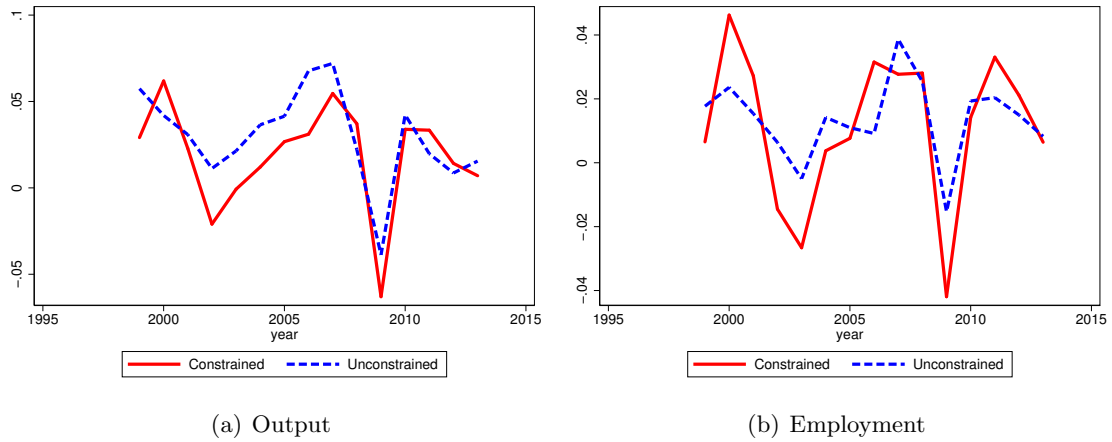 .1
.05
0
-.05
1995 2000 2005 2010 2015
year
Constrained Unconstrained
(a) Output
.04
.02
0
-.02
-.04
1995 2000 2005 2010 2015
year
Constrained Unconstrained
(b) Employment